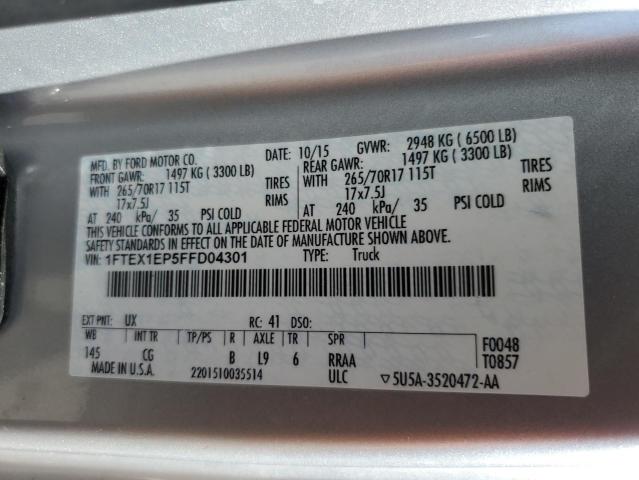 MFD. BY FORD MOTOR CO.
DATE: 10/15 GVWR: 2948 KG ( 6500 LB)
FRONT GAWR: 1497 KG ( 3300 LB) REAR GAWR: 1497 KG ( 3300 LB)
WITH 265/70R17 115T TIRES WITH 265/70R17 115T TIRES
17x7.5J RIMS 17x7.5J RIMS
AT 240 kPa/ 35 PSI COLD AT 240 kPa/ 35 PSI COLD
THIS VEHICLE CONFORMS TO ALL APPLICABLE FEDERAL MOTOR VEHICLE
SAFETY STANDARDS IN EFFECT ON THE DATE OF MANUFACTURE SHOWN ABOVE.
VIN: 1FTEX1EP5FFD04301 TYPE: Truck
EXT PNT: UX RC: 41 DSO:
WB INT TR TP/PS R AXLE TR SPR
145 CG B L9 6 RRAA F0048
T0857
MADE IN U.S.A. 2201510035514 ULC ▽5U5A-3520472-AA